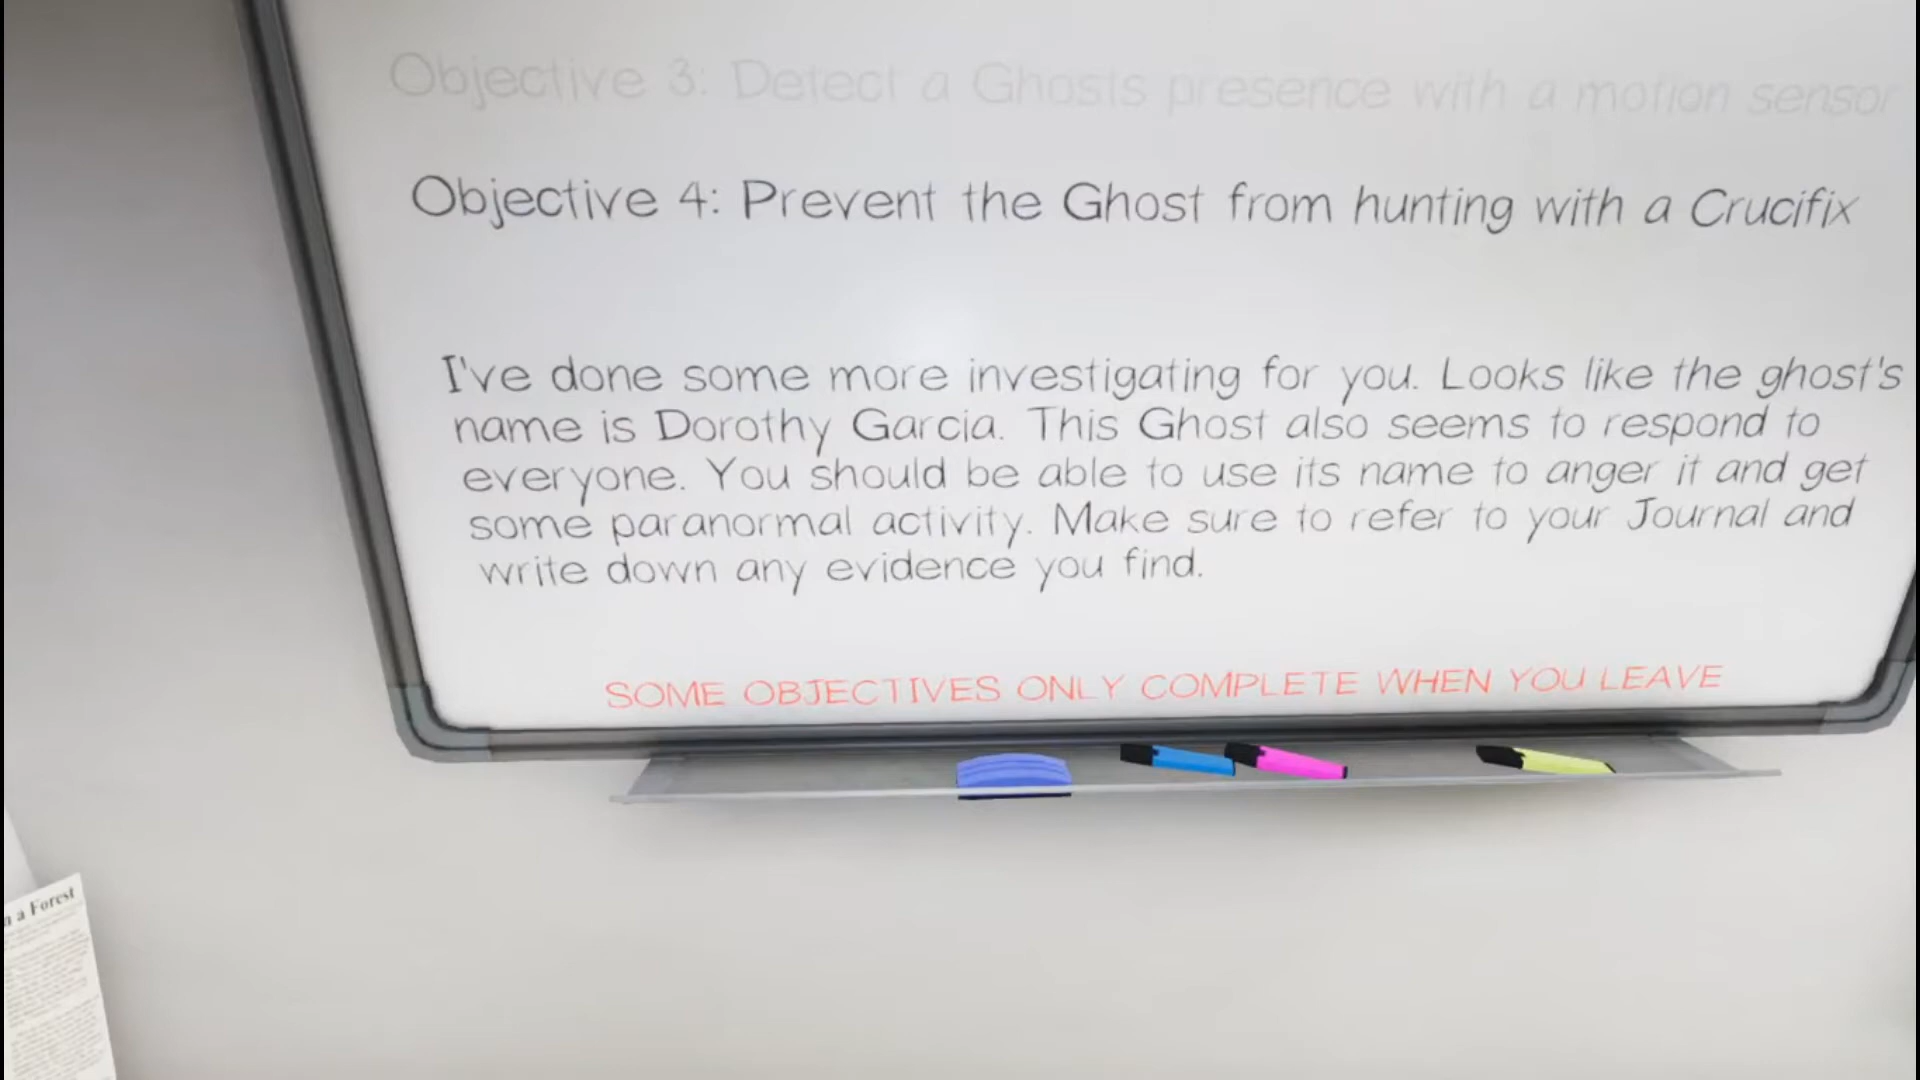 Objective 3: Detect a Ghosts presence with a motion sensor
Objective 4: Prevent the Ghost from hunting with a Crucifix
I've done some more investigating for you. Looks like the ghost's
name is Dorothy Garcia. This Ghost also seems to respond to
everyone. You should be able to use its name to anger it and get
some paranormal activity. Make sure to refer to your Journal and
write down any evidence you find.
SOME OBJECTIVES ONLY COMPLETE WHEN YOU LEAVE
a Forest